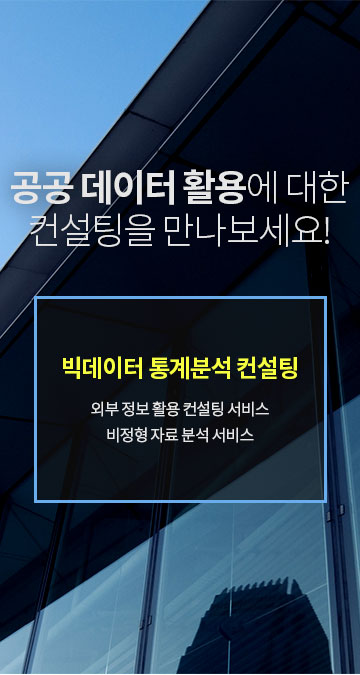 공공 데이터 활용에 대한
컨설팅을 만나보세요!
빅데이터 통계분석 컨설팅
외부 정보 활용 컨설팅 서비스
비정형 자료 분석 서비스